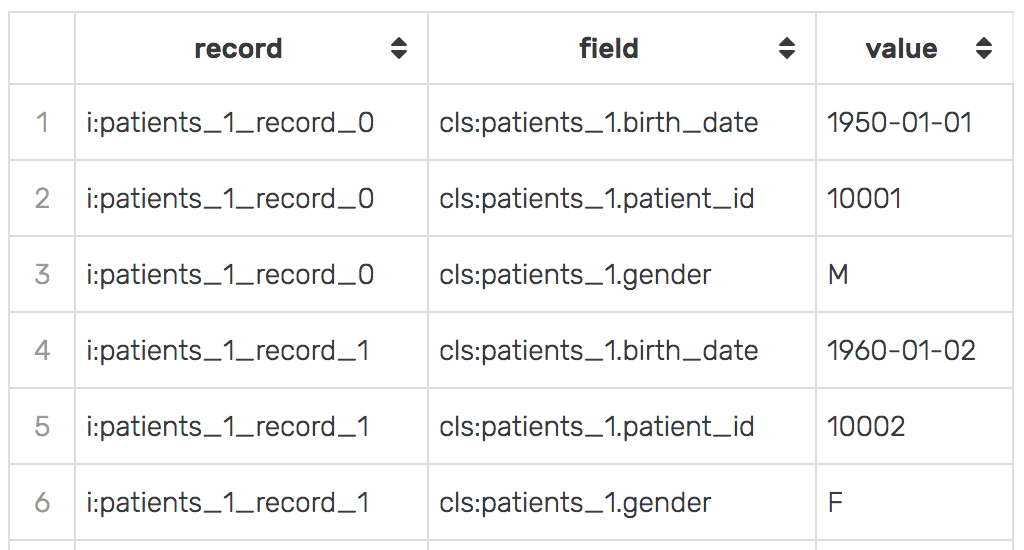 record field value
1 i:patients_1_record_0 cls:patients_1.birth_date 1950-01-01
2 i:patients_1_record_0 cls:patients_1.patient_id 10001
3 i:patients_1_record_0 cls:patients_1.gender M
4 i:patients_1_record_1 cls:patients_1.birth_date 1960-01-02
5 i:patients_1_record_1 cls:patients_1.patient_id 10002
6 i:patients_1_record_1 cls:patients_1.gender F